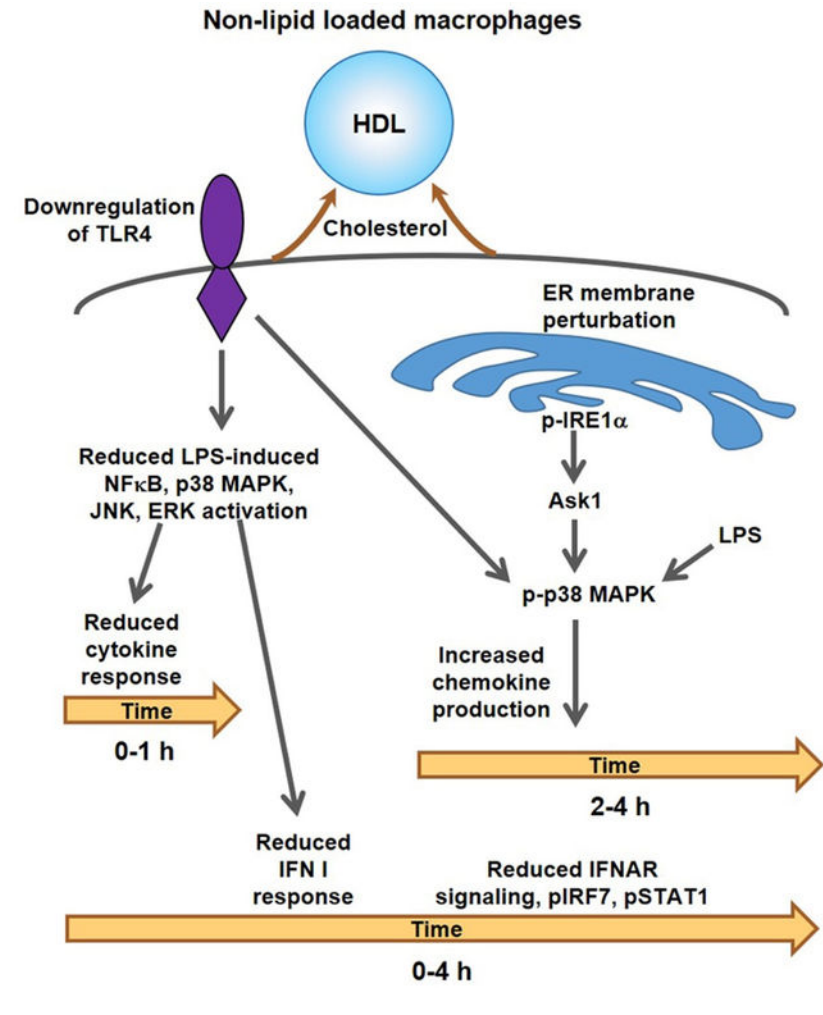 Non-lipid loaded macrophages
HDL
Downregulation
of TLR4
Cholesterol
ER membrane
perturbation
p-IRE1α
Reduced LPS-induced
NFκB, p38 MAPK,
JNK, ERK activation
Ask1
LPS
p-p38 MAPK
Reduced
cytokine
response
Time
0-1 h
Increased
chemokine
production
Time
2-4 h
Reduced
IFN I
response
Reduced IFNAR
signaling, pIRF7, pSTAT1
Time
0-4 h